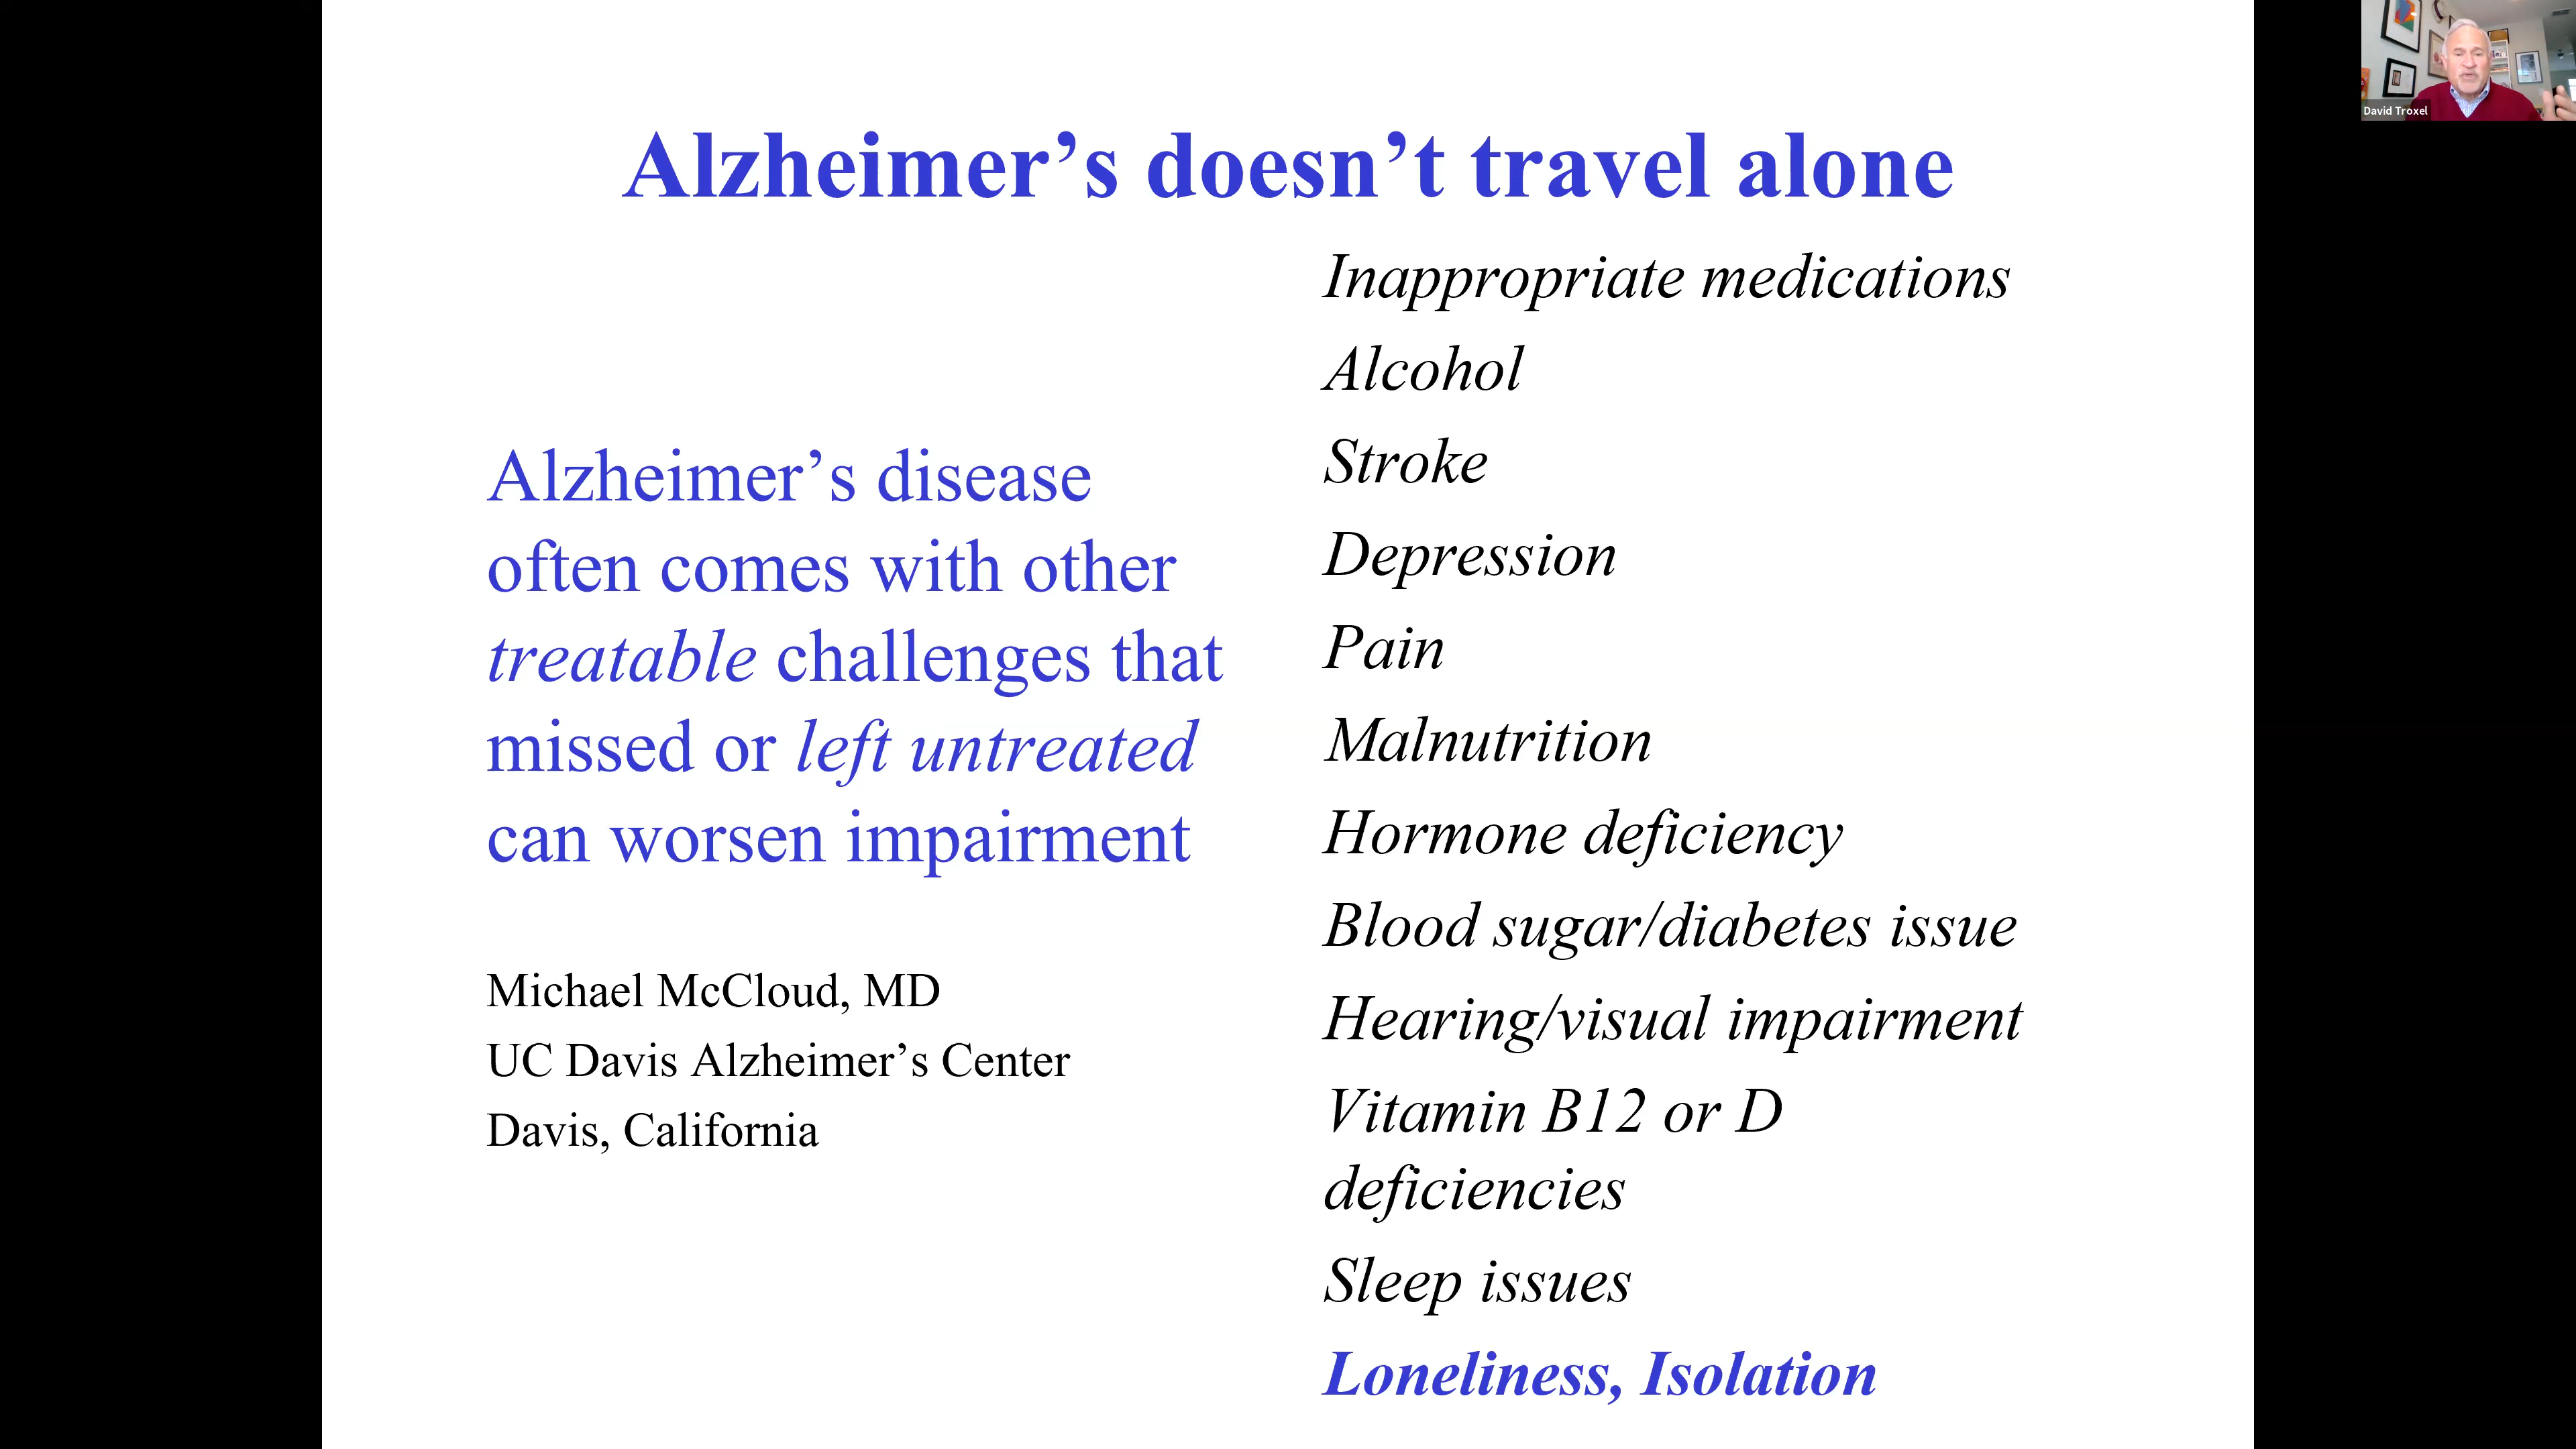 Alzheimer’s doesn’t travel alone
Alzheimer’s disease
often comes with other
treatable challenges that
missed or left untreated
can worsen impairment
Michael McCloud, MD
UC Davis Alzheimer’s Center
Davis, California
Inappropriate medications
Alcohol
Stroke
Depression
Pain
Malnutrition
Hormone deficiency
Blood sugar/diabetes issue
Hearing/visual impairment
Vitamin B12 or D
deficiencies
Sleep issues
Loneliness, Isolation
David Troxel